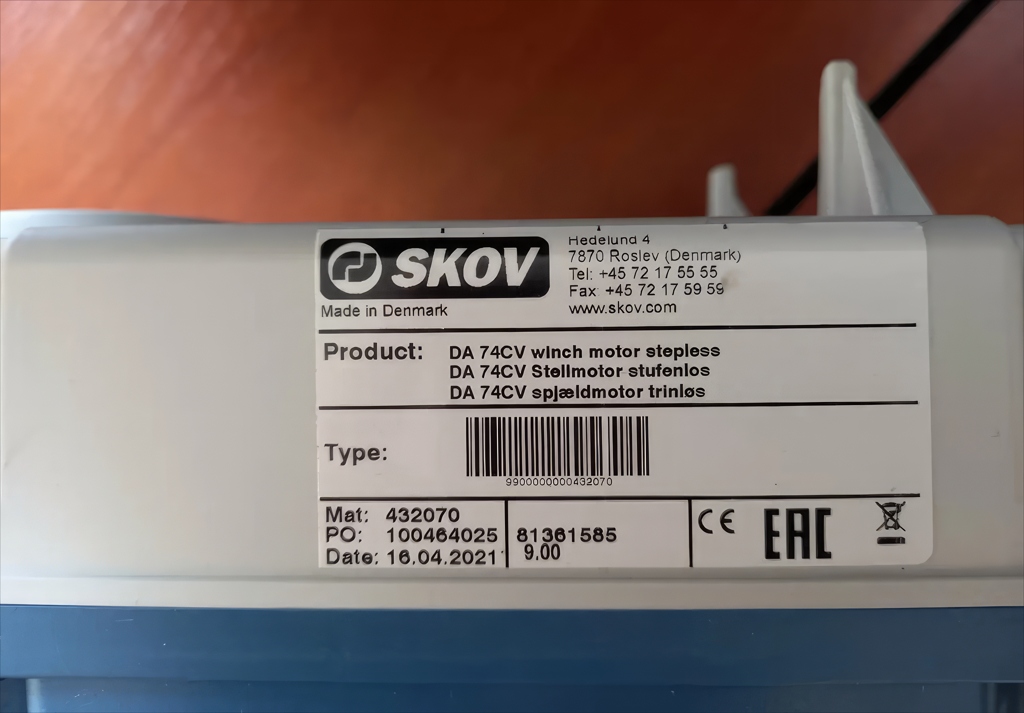 SKOV
Hedelund 4
7870 Roslev (Denmark)
Tel: +45 72 17 55 55
Fax: +45 72 17 59 59
www.skov.com
Made in Denmark
Product: DA 74CV winch motor stepless
DA 74CV Stellmotor stufenlos
DA 74CV spjældmotor trinløs
Type:
9900000000432070
Mat: 432070
PO: 100464025
Date: 16.04.2021
81361585
9.00
CE
EAC